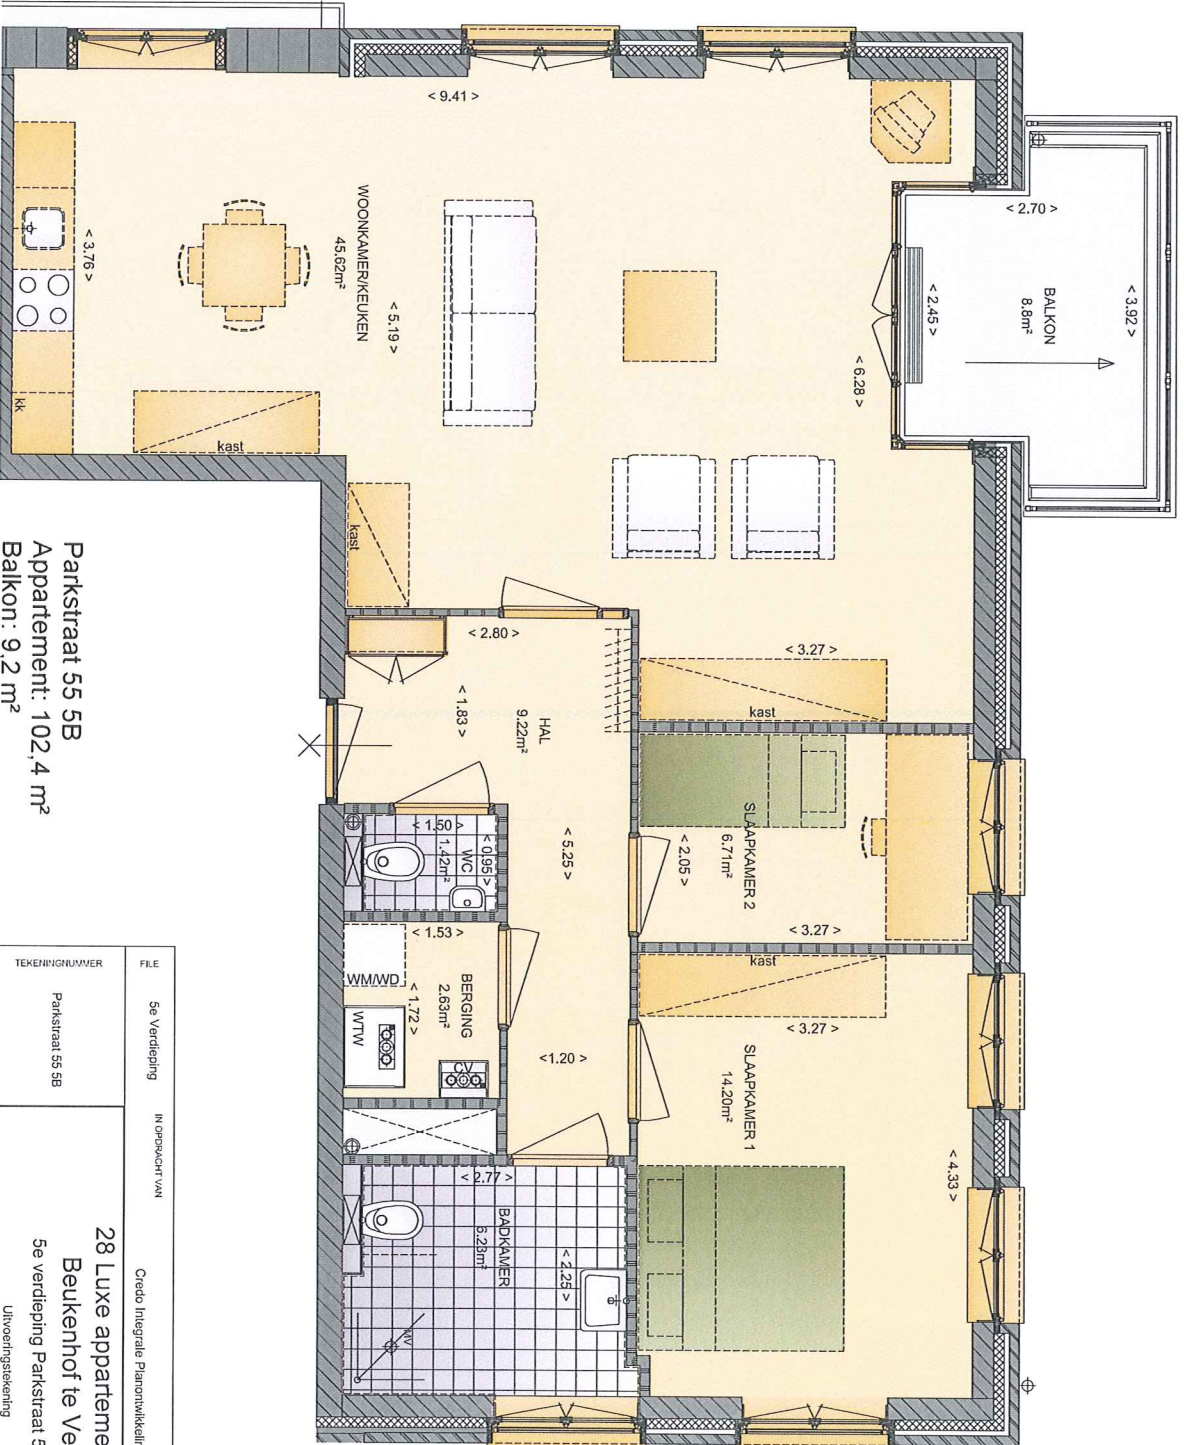 < 9.41 >
WOONKAMER/KEUKEN
45.62m²
< 3.76 >
< 5.19 >
< 6.28 >
kk
kast
kast
< 2.70 >
BALKON
8.8m²
< 3.92 >
< 2.45 >
< 2.80 >
< 3.27 >
kast
< 1.83 >
HAL
9.22m²
< 5.25 >
<1.20 >
SLAAPKAMER 2
6.71m²
< 2.05 >
< 3.27 >
< 1.50 >
< 0.95 >
WC
1.42m²
< 1.53 >
BERGING
2.63m²
WM/WD
< 1.72 >
WTW
CV
kast
< 3.27 >
SLAAPKAMER 1
14.20m²
< 4.33 >
< 2.77 >
BADKAMER
6.23m²
< 2.25 >
MV
Parkstraat 55 5B
Appartement: 102,4 m²
Balkon: 9,2 m²
FILE
5e Verdieping
IN OPDRACHT VAN
Credo Integrale Planontwikkelin
TEKENINGNUMMER
Parkstraat 55 5B
28 Luxe apparteme
Beukenhof te Ve
5e verdieping Parkstraat 5
Uitvoeringstekening